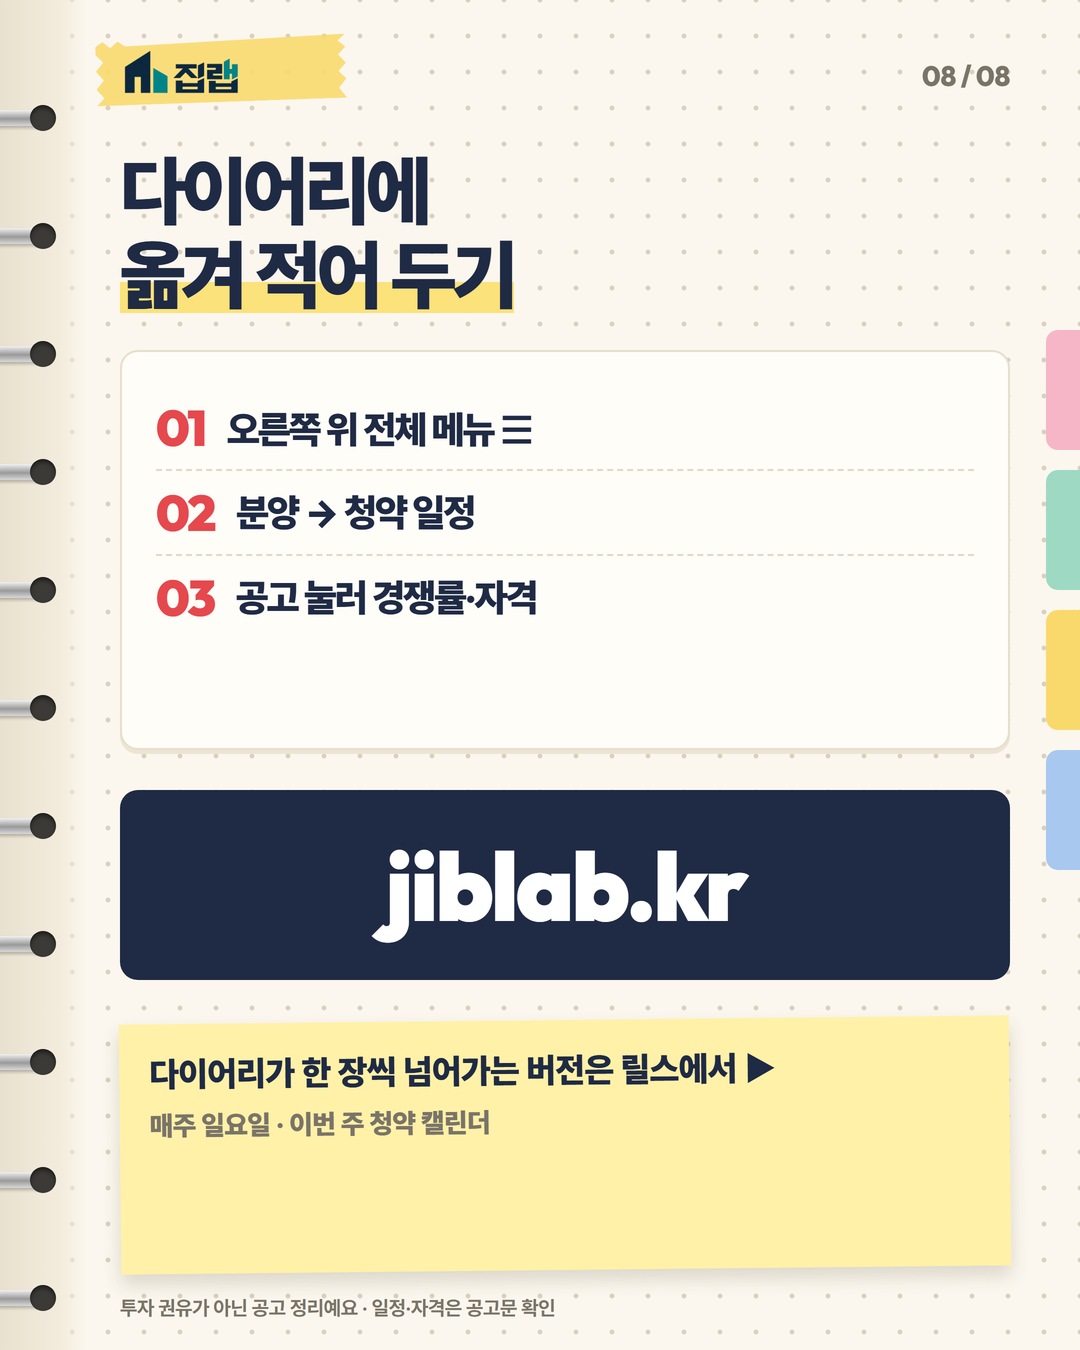 집랩
08 / 08
다이어리에
옮겨 적어 두기
01 오른쪽 위 전체 메뉴 ☰
02 분양 → 청약 일정
03 공고 눌러 경쟁률·자격
jiblab.kr
다이어리가 한 장씩 넘어가는 버전은 릴스에서 ▶
매주 일요일 · 이번 주 청약 캘린더
투자 권유가 아닌 공고 정리예요 · 일정·자격은 공고문 확인